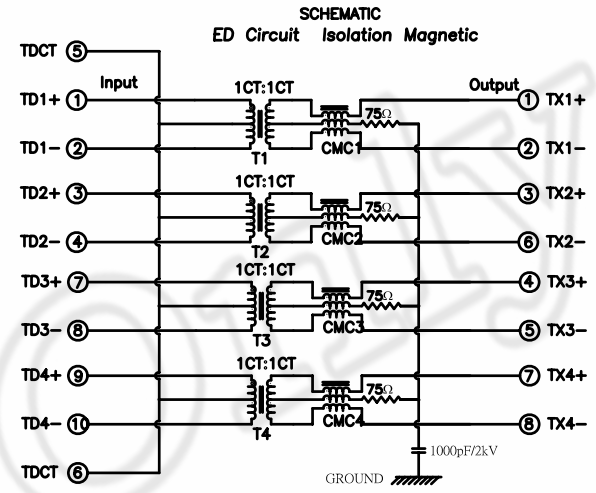 SCHEMATIC
ED Circuit Isolation Magnetic
TDCT 5
Input Output
1CT:1CT
TD1+ 1 1 TX1+
75Ω
TD1- 2 2 TX1-
T1 CMC1
1CT:1CT
TD2+ 3 3 TX2+
75Ω
TD2- 4 6 TX2-
T2 CMC2
1CT:1CT
TD3+ 7 4 TX3+
75Ω
TD3- 8 5 TX3-
T3 CMC3
1CT:1CT
TD4+ 9 7 TX4+
75Ω
TD4- 10 8 TX4-
T4 CMC4
1000pF/2kV
TDCT 6
GROUND
Only